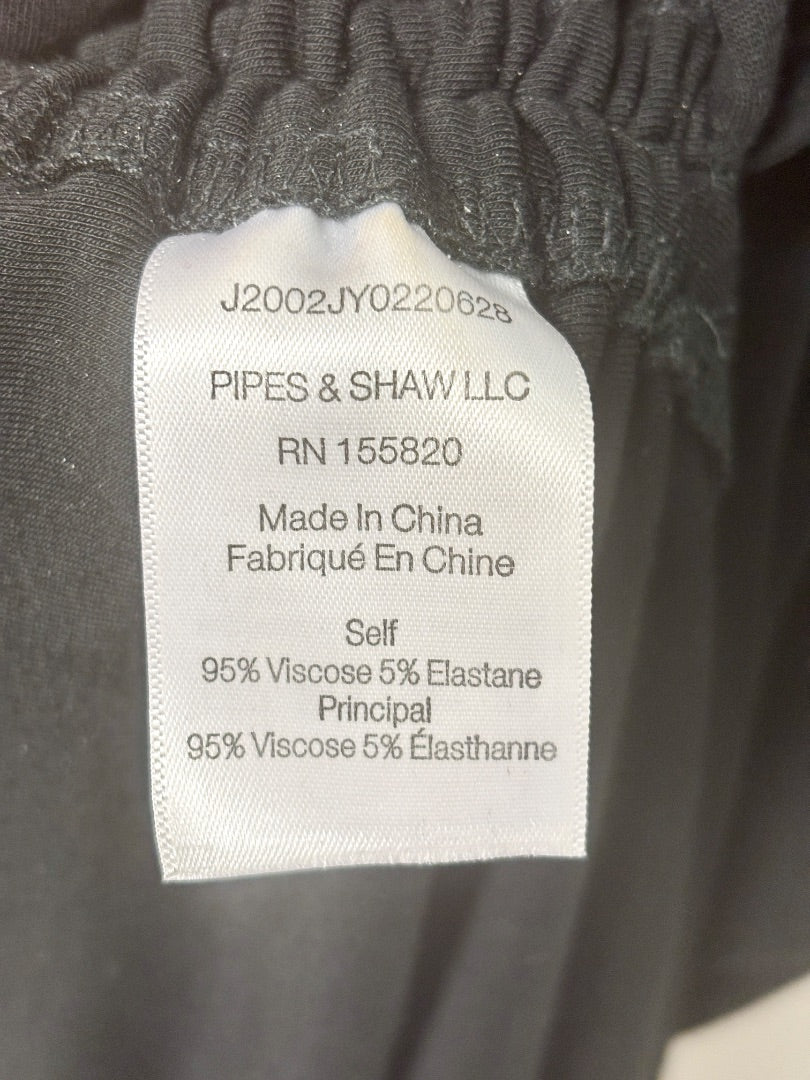 J2002JY0220628
PIPES & SHAW LLC
RN 155820
Made In China
Fabriqué En Chine
Self
95% Viscose 5% Elastane
Principal
95% Viscose 5% Élasthanne